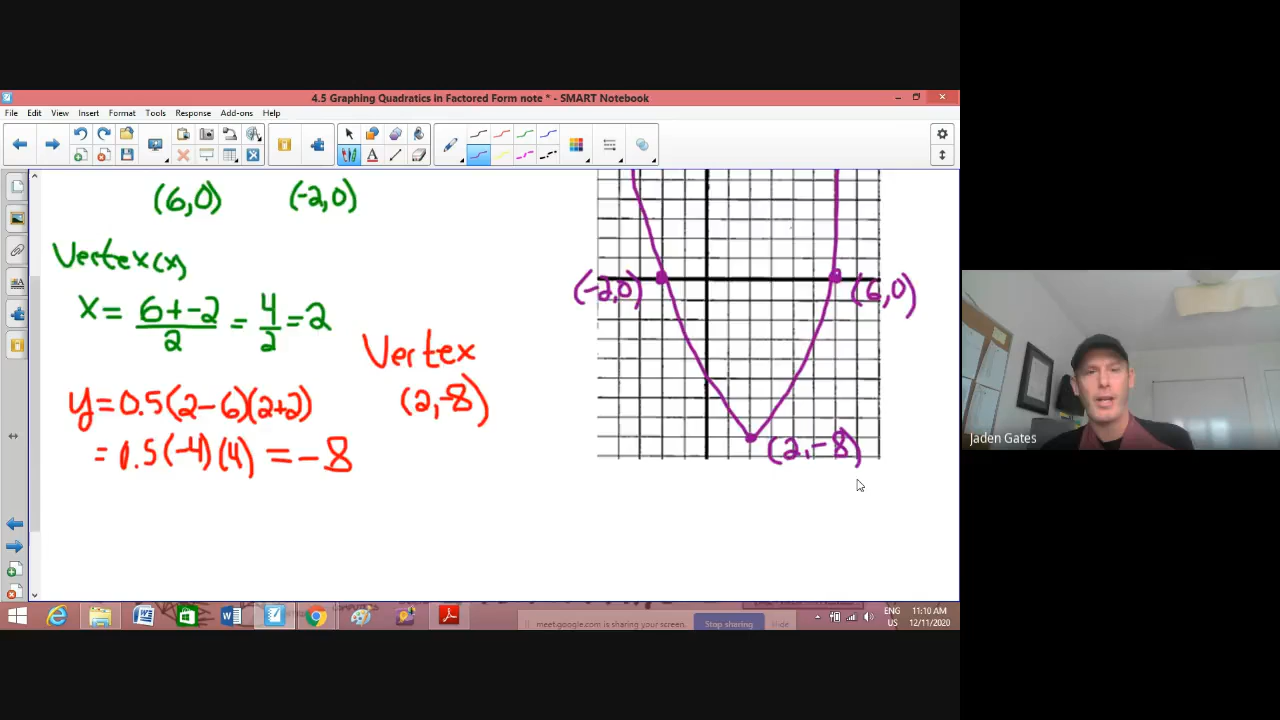 4.5 Graphing Quadratics in Factored Form note * - SMART Notebook
File Edit View Insert Format Tools Response Add-ons Help
(6,0) (-2,0)
Vertex(x)
x = 6+-2/2 = 4/2 = 2
Vertex
(2,-8)
y = 0.5(2-6)(2+2)
= 0.5(-4)(4) = -8
(-2,0)
(6,0)
(2,-8)
Jaden Gates
meet.google.com is sharing your screen. Stop sharing Hide
ENG
US
11:10 AM
12/11/2020